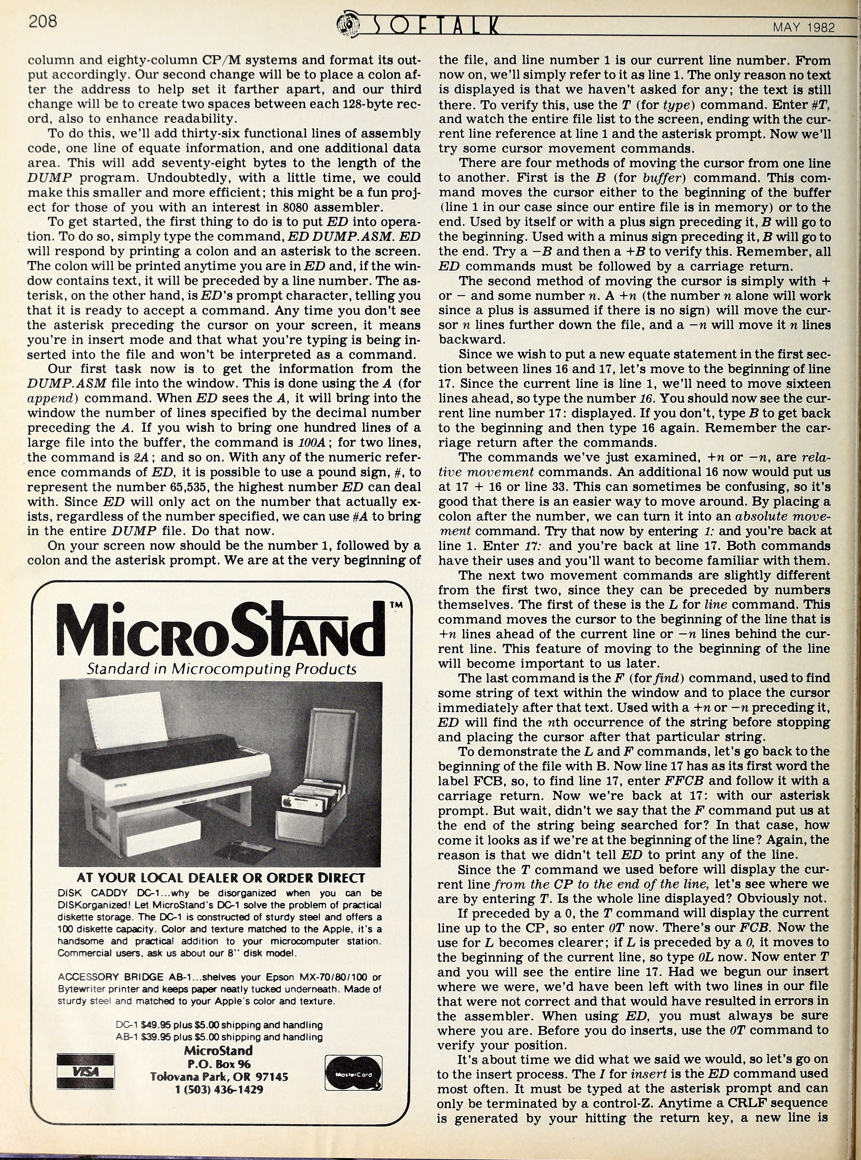 208
SOFTALK
MAY 1982
column and eighty-column CP/M systems and format its out-
put accordingly. Our second change will be to place a colon af-
ter the address to help set it farther apart, and our third
change will be to create two spaces between each 128-byte rec-
ord, also to enhance readability.
To do this, we'll add thirty-six functional lines of assembly
code, one line of equate information, and one additional data
area. This will add seventy-eight bytes to the length of the
DUMP program. Undoubtedly, with a little time, we could
make this smaller and more efficient; this might be a fun proj-
ect for those of you with an interest in 8080 assembler.
To get started, the first thing to do is to put ED into opera-
tion. To do so, simply type the command, ED DUMP.ASM. ED
will respond by printing a colon and an asterisk to the screen.
The colon will be printed anytime you are in ED and, if the win-
dow contains text, it will be preceded by a line number. The as-
terisk, on the other hand, is ED's prompt character, telling you
that it is ready to accept a command. Any time you don't see
the asterisk preceding the cursor on your screen, it means
you're in insert mode and that what you're typing is being in-
serted into the file and won't be interpreted as a command.
Our first task now is to get the information from the
DUMP.ASM file into the window. This is done using the A (for
append) command. When ED sees the A, it will bring into the
window the number of lines specified by the decimal number
preceding the A. If you wish to bring one hundred lines of a
large file into the buffer, the command is 100A; for two lines,
the command is 2A; and so on. With any of the numeric refer-
ence commands of ED, it is possible to use a pound sign, #, to
represent the number 65,535, the highest number ED can deal
with. Since ED will only act on the number that actually ex-
ists, regardless of the number specified, we can use #A to bring
in the entire DUMP file. Do that now.
On your screen now should be the number 1, followed by a
colon and the asterisk prompt. We are at the very beginning of
MICROSTAND™
Standard in Microcomputing Products
EPSON
AT YOUR LOCAL DEALER OR ORDER DIRECT
DISK CADDY DC-1...why be disorganized when you can be
DISKorganized! Let MicroStand's DC-1 solve the problem of practical
diskette storage. The DC-1 is constructed of sturdy steel and offers a
100 diskette capacity. Color and texture matched to the Apple, it's a
handsome and practical addition to your microcomputer station.
Commercial users, ask us about our 8'' disk model.
ACCESSORY BRIDGE AB-1...shelves your Epson MX-70/80/100 or
Bytewriter printer and keeps paper neatly tucked underneath. Made of
sturdy steel and matched to your Apple's color and texture.
DC-1 $49.95 plus $5.00 shipping and handling
AB-1 $39.95 plus $5.00 shipping and handling
MicroStand
P.O. Box 96
Tolovana Park, OR 97145
1 (503) 436-1429
VISA
MasterCard
the file, and line number 1 is our current line number. From
now on, we'll simply refer to it as line 1. The only reason no text
is displayed is that we haven't asked for any; the text is still
there. To verify this, use the T (for type) command. Enter #T,
and watch the entire file list to the screen, ending with the cur-
rent line reference at line 1 and the asterisk prompt. Now we'll
try some cursor movement commands.
There are four methods of moving the cursor from one line
to another. First is the B (for buffer) command. This com-
mand moves the cursor either to the beginning of the buffer
(line 1 in our case since our entire file is in memory) or to the
end. Used by itself or with a plus sign preceding it, B will go to
the beginning. Used with a minus sign preceding it, B will go to
the end. Try a −B and then a +B to verify this. Remember, all
ED commands must be followed by a carriage return.
The second method of moving the cursor is simply with +
or − and some number n. A +n (the number n alone will work
since a plus is assumed if there is no sign) will move the cur-
sor n lines further down the file, and a −n will move it n lines
backward.
Since we wish to put a new equate statement in the first sec-
tion between lines 16 and 17, let's move to the beginning of line
17. Since the current line is line 1, we'll need to move sixteen
lines ahead, so type the number 16. You should now see the cur-
rent line number 17: displayed. If you don't, type B to get back
to the beginning and then type 16 again. Remember the car-
riage return after the commands.
The commands we've just examined, +n or −n, are rela-
tive movement commands. An additional 16 now would put us
at 17 + 16 or line 33. This can sometimes be confusing, so it's
good that there is an easier way to move around. By placing a
colon after the number, we can turn it into an absolute move-
ment command. Try that now by entering 1: and you're back at
line 1. Enter 17: and you're back at line 17. Both commands
have their uses and you'll want to become familiar with them.
The next two movement commands are slightly different
from the first two, since they can be preceded by numbers
themselves. The first of these is the L for line command. This
command moves the cursor to the beginning of the line that is
+n lines ahead of the current line or −n lines behind the cur-
rent line. This feature of moving to the beginning of the line
will become important to us later.
The last command is the F (for find) command, used to find
some string of text within the window and to place the cursor
immediately after that text. Used with a +n or −n preceding it,
ED will find the nth occurrence of the string before stopping
and placing the cursor after that particular string.
To demonstrate the L and F commands, let's go back to the
beginning of the file with B. Now line 17 has as its first word the
label FCB, so, to find line 17, enter FFCB and follow it with a
carriage return. Now we're back at 17: with our asterisk
prompt. But wait, didn't we say that the F command put us at
the end of the string being searched for? In that case, how
come it looks as if we're at the beginning of the line? Again, the
reason is that we didn't tell ED to print any of the line.
Since the T command we used before will display the cur-
rent line from the CP to the end of the line, let's see where we
are by entering T. Is the whole line displayed? Obviously not.
If preceded by a 0, the T command will display the current
line up to the CP, so enter 0T now. There's our FCB. Now the
use for L becomes clearer; if L is preceded by a 0, it moves to
the beginning of the current line, so type 0L now. Now enter T
and you will see the entire line 17. Had we begun our insert
where we were, we'd have been left with two lines in our file
that were not correct and that would have resulted in errors in
the assembler. When using ED, you must always be sure
where you are. Before you do inserts, use the 0T command to
verify your position.
It's about time we did what we said we would, so let's go on
to the insert process. The I for insert is the ED command used
most often. It must be typed at the asterisk prompt and can
only be terminated by a control-Z. Anytime a CRLF sequence
is generated by your hitting the return key, a new line is